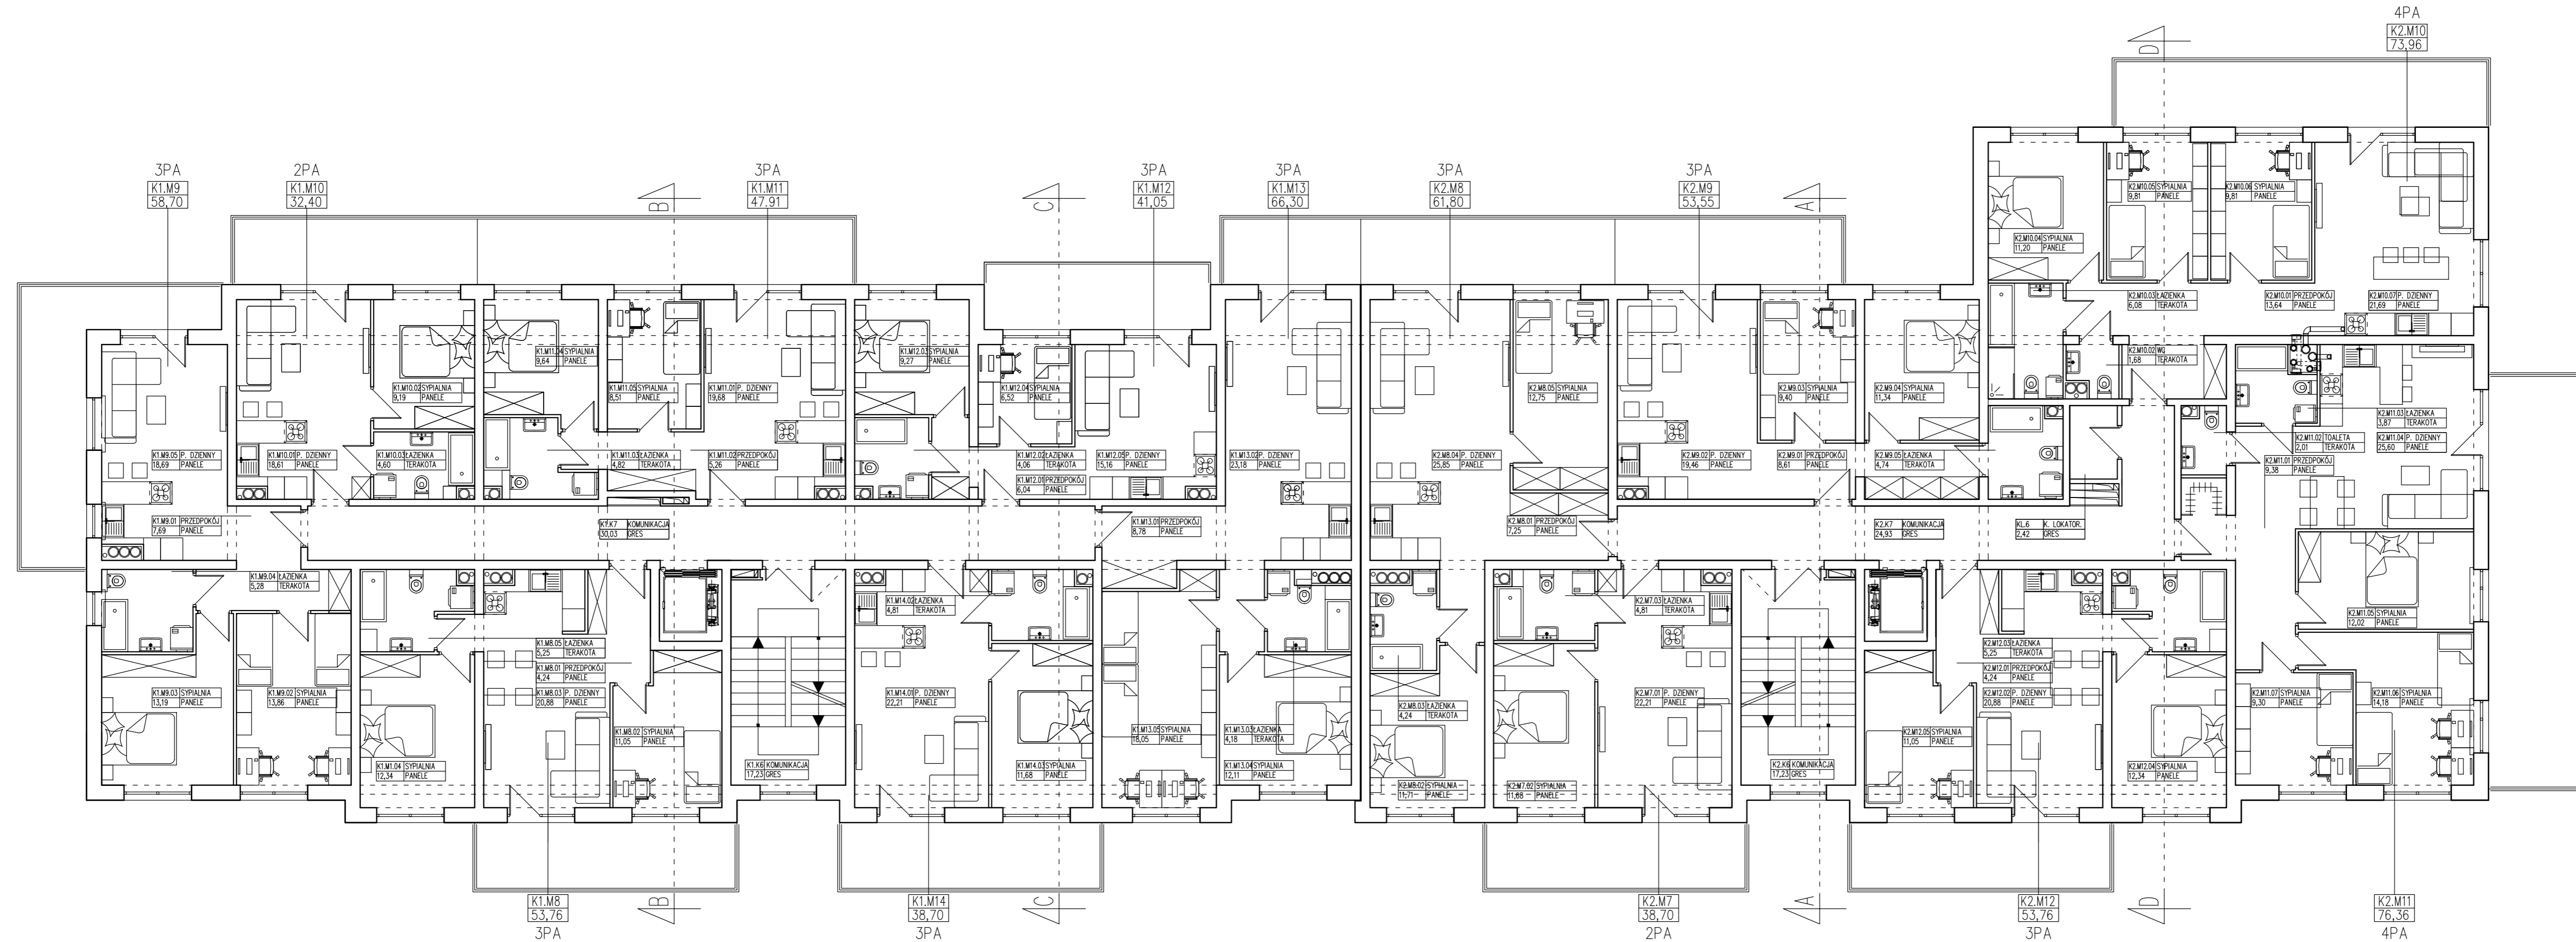 4PA
K2.M10
73,96
D
3PA
K1.M9
58,70
2PA
K1.M10
32,40
B
3PA
K1.M11
47.91
C
3PA
K1.M12
41,05
3PA
K1.M13
66,30
3PA
K2.M8
61,80
3PA
K2.M9
53,55
A
K2.M10.05 SYPIALNIA
9,81 PANELE
K2.M10.06 SYPIALNIA
9,81 PANELE
K2.M10.04 SYPIALNIA
11,20 PANELE
K2.M10.03 ŁAZIENKA
6,08 TERAKOTA
K2.M10.01 PRZEDPOKÓJ
13,64 PANELE
K2.M10.07 P. DZIENNY
21,69 PANELE
K2.M10.02 WC
1,68 TERAKOTA
K1.M10.02 SYPIALNIA
9,19 PANELE
K1.M11.04 SYPIALNIA
9,64 PANELE
K1.M11.05 SYPIALNIA
8,51 PANELE
K1.M11.01 P. DZIENNY
19,68 PANELE
K1.M12.03 SYPIALNIA
9,27 PANELE
K1.M12.04 SYPIALNIA
6,52 PANELE
K2.M8.05 SYPIALNIA
12,75 PANELE
K2.M9.03 SYPIALNIA
9,40 PANELE
K2.M9.04 SYPIALNIA
11,34 PANELE
K2.M11.03 ŁAZIENKA
3,87 TERAKOTA
K2.M11.02 TOALETA
2,01 TERAKOTA
K2.M11.04 P. DZIENNY
25,60 PANELE
K2.M11.01 PRZEDPOKÓJ
9,38 PANELE
K1.M9.05 P. DZIENNY
18,69 PANELE
K1.M10.01 P. DZIENNY
18,61 PANELE
K1.M10.03 ŁAZIENKA
4,60 TERAKOTA
K1.M11.03 ŁAZIENKA
4,82 TERAKOTA
K1.M11.02 PRZEDPOKÓJ
5,26 PANELE
K1.M12.02 ŁAZIENKA
4,06 TERAKOTA
K1.M12.05 P. DZIENNY
15,16 PANELE
K1.M12.01 PRZEDPOKÓJ
6,04 PANELE
K1.M13.02 P. DZIENNY
23,18 PANELE
K2.M8.04 P. DZIENNY
25,85 PANELE
K2.M9.02 P. DZIENNY
19,46 PANELE
K2.M9.01 PRZEDPOKÓJ
8,61 PANELE
K2.M9.05 ŁAZIENKA
4,74 TERAKOTA
K1.M9.01 PRZEDPOKÓJ
7,69 PANELE
K1.K7 KOMUNIKACJA
30,03 GRES
K1.M13.01 PRZEDPOKÓJ
8,78 PANELE
K2.M8.01 PRZEDPOKÓJ
7,25 PANELE
K2.K7 KOMUNIKACJA
24,93 GRES
KL.6 K. LOKATOR.
2,42 GRES
K1.M9.04 ŁAZIENKA
5,28 TERAKOTA
K1.M14.02 ŁAZIENKA
4,81 TERAKOTA
K2.M7.03 ŁAZIENKA
4,81 TERAKOTA
K2.M11.05 SYPIALNIA
12,02 PANELE
K1.M8.05 ŁAZIENKA
5,25 TERAKOTA
K1.M8.01 PRZEDPOKÓJ
4,24 PANELE
K1.M8.03 P. DZIENNY
20,88 PANELE
K2.M12.03 ŁAZIENKA
5,25 TERAKOTA
K2.M12.01 PRZEDPOKÓJ
4,24 PANELE
K2.M12.02 P. DZIENNY
20,88 PANELE
K1.M9.03 SYPIALNIA
13,19 PANELE
K1.M9.02 SYPIALNIA
13,86 PANELE
K1.M14.01 P. DZIENNY
22,21 PANELE
K2.M8.03 ŁAZIENKA
4,24 TERAKOTA
K2.M7.01 P. DZIENNY
22,21 PANELE
K2.M11.07 SYPIALNIA
9,30 PANELE
K2.M11.06 SYPIALNIA
14,18 PANELE
K1.M8.02 SYPIALNIA
11,05 PANELE
K1.M13.05 SYPIALNIA
18,05 PANELE
K1.M13.03 ŁAZIENKA
4,18 TERAKOTA
K2.M12.05 SYPIALNIA
11,05 PANELE
K1.M1.04 SYPIALNIA
12,34 PANELE
K1.K6 KOMUNIKACJA
17,23 GRES
K1.M14.03 SYPIALNIA
11,68 PANELE
K1.M13.04 SYPIALNIA
12,11 PANELE
K2.K6 KOMUNIKACJA
17,23 GRES
K2.M12.04 SYPIALNIA
12,34 PANELE
K2.M8.02 SYPIALNIA
11,71 PANELE
K2.M7.02 SYPIALNIA
11,68 PANELE
K1.M8
53,76
3PA
B
K1.M14
38,70
3PA
C
K2.M7
38,70
2PA
A
K2.M12
53,76
3PA
D
K2.M11
76,36
4PA